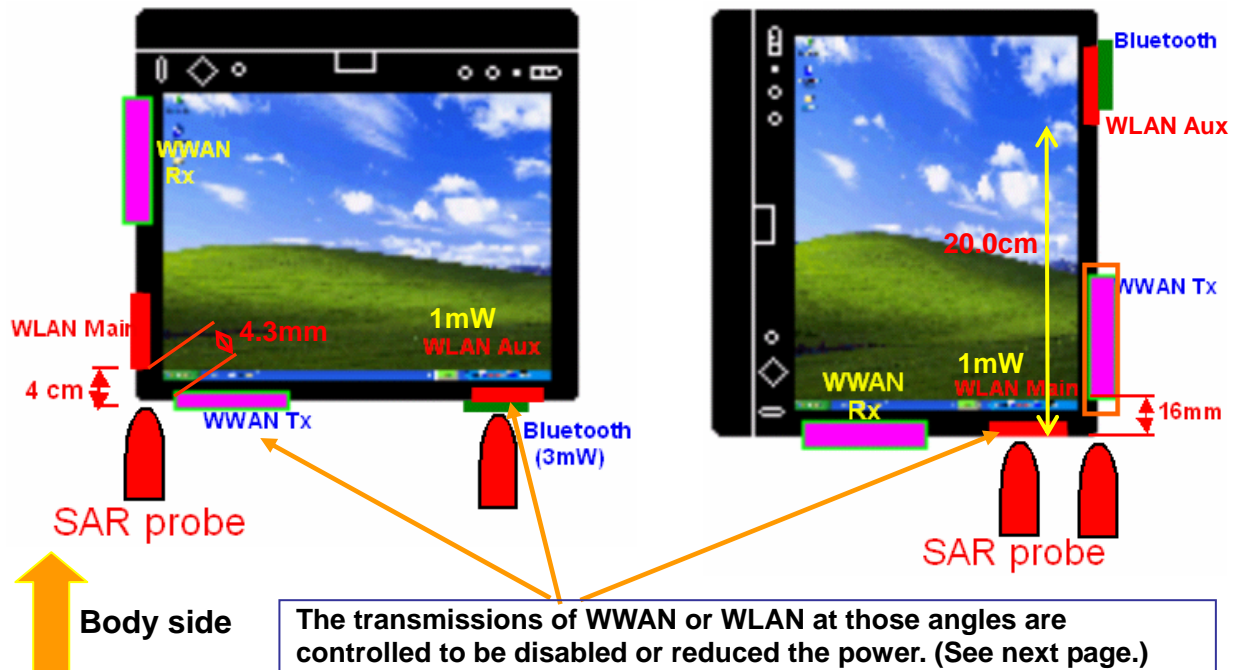 WWAN
Rx
WLAN Main
4.3mm
1mW
WLAN Aux
4 cm
WWAN Tx
Bluetooth
(3mW)
SAR probe
Bluetooth
WLAN Aux
20.0cm
WWAN Tx
1mW
WLAN Main
WWAN
Rx
16mm
SAR probe
Body side
The transmissions of WWAN or WLAN at those angles are
controlled to be disabled or reduced the power. (See next page.)